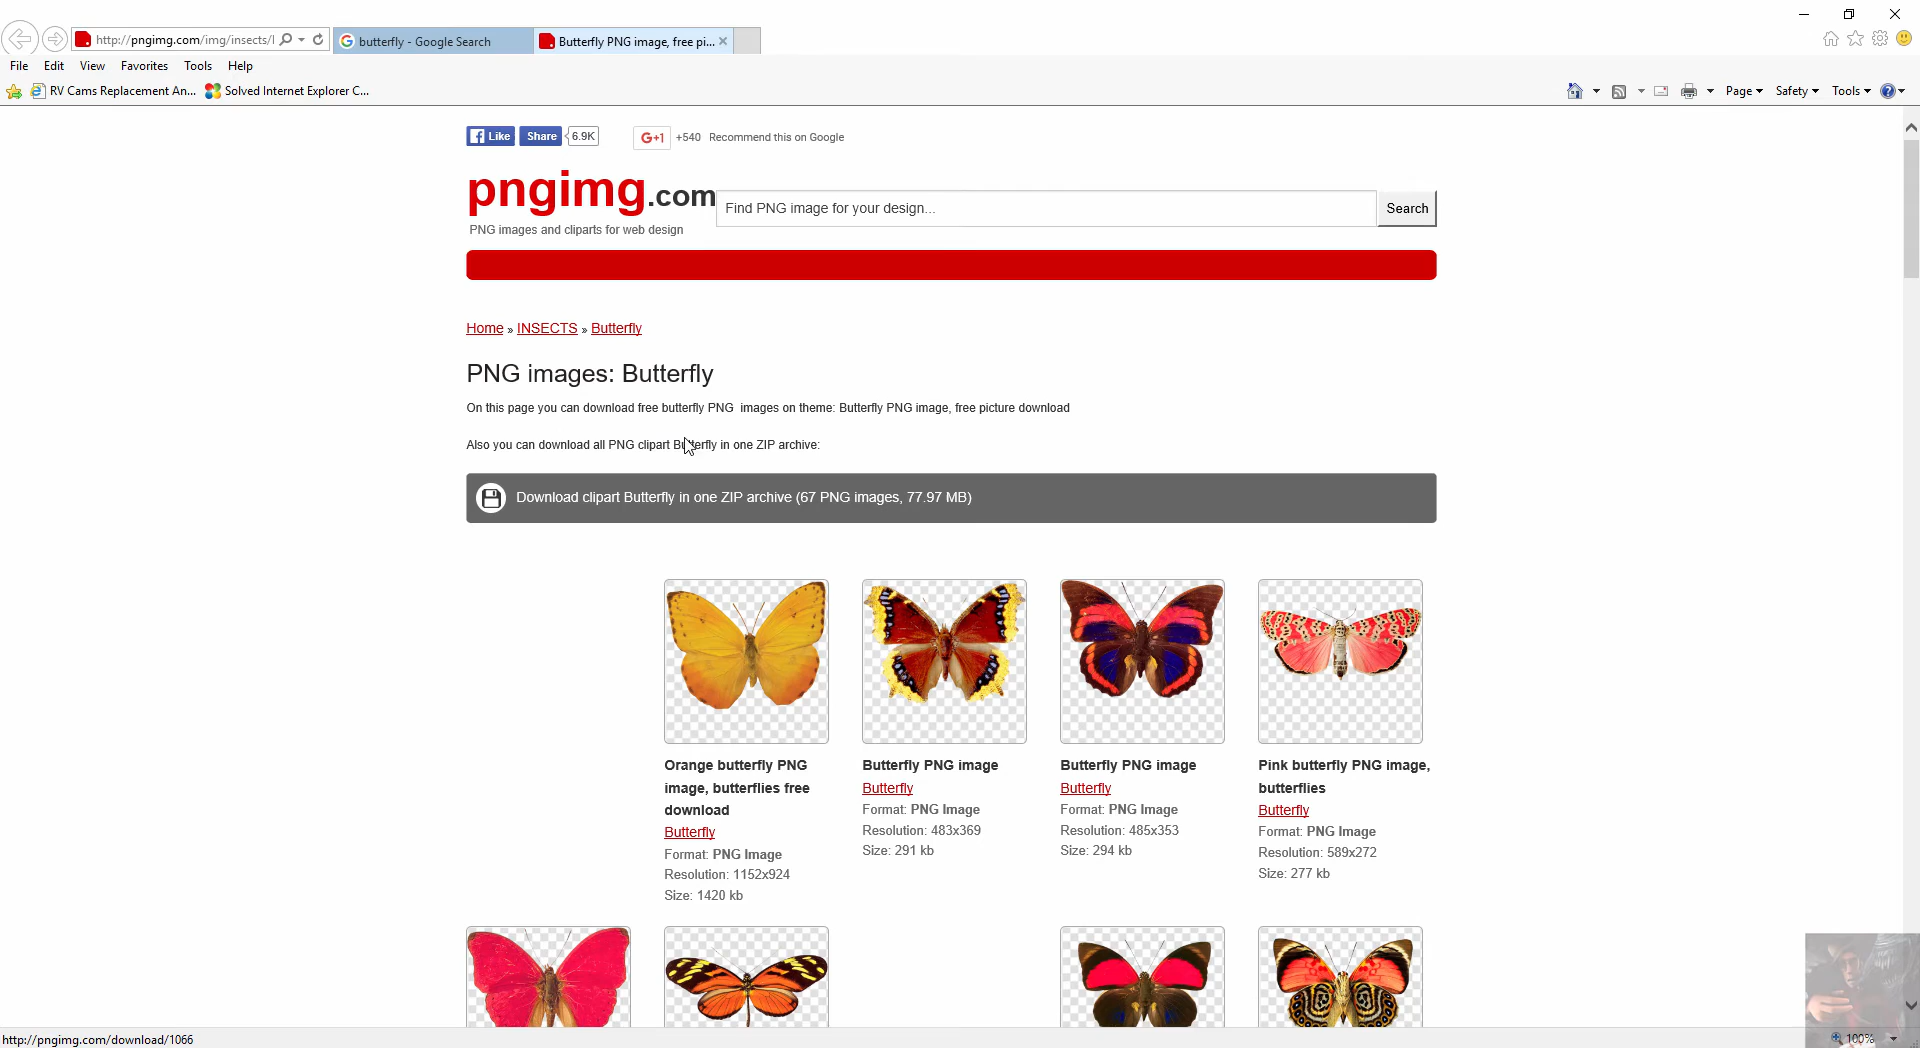 http://pngimg.com/img/insects/
butterfly - Google Search
Butterfly PNG image, free pi...
File Edit View Favorites Tools Help
RV Cams Replacement An...
Solved Internet Explorer C...
Page Safety Tools
Like Share 6.9K
G+1 +540 Recommend this on Google
pngimg.com
Find PNG image for your design...
Search
PNG images and cliparts for web design
Home » INSECTS » Butterfly
PNG images: Butterfly
On this page you can download free butterfly PNG images on theme: Butterfly PNG image, free picture download
Also you can download all PNG clipart Butterfly in one ZIP archive:
Download clipart Butterfly in one ZIP archive (67 PNG images, 77.97 MB)
Orange butterfly PNG
image, butterflies free
download
Butterfly
Format: PNG Image
Resolution: 1152x924
Size: 1420 kb
Butterfly PNG image
Butterfly
Format: PNG Image
Resolution: 483x369
Size: 291 kb
Butterfly PNG image
Butterfly
Format: PNG Image
Resolution: 485x353
Size: 294 kb
Pink butterfly PNG image,
butterflies
Butterfly
Format: PNG Image
Resolution: 589x272
Size: 277 kb
http://pngimg.com/download/1066
100%